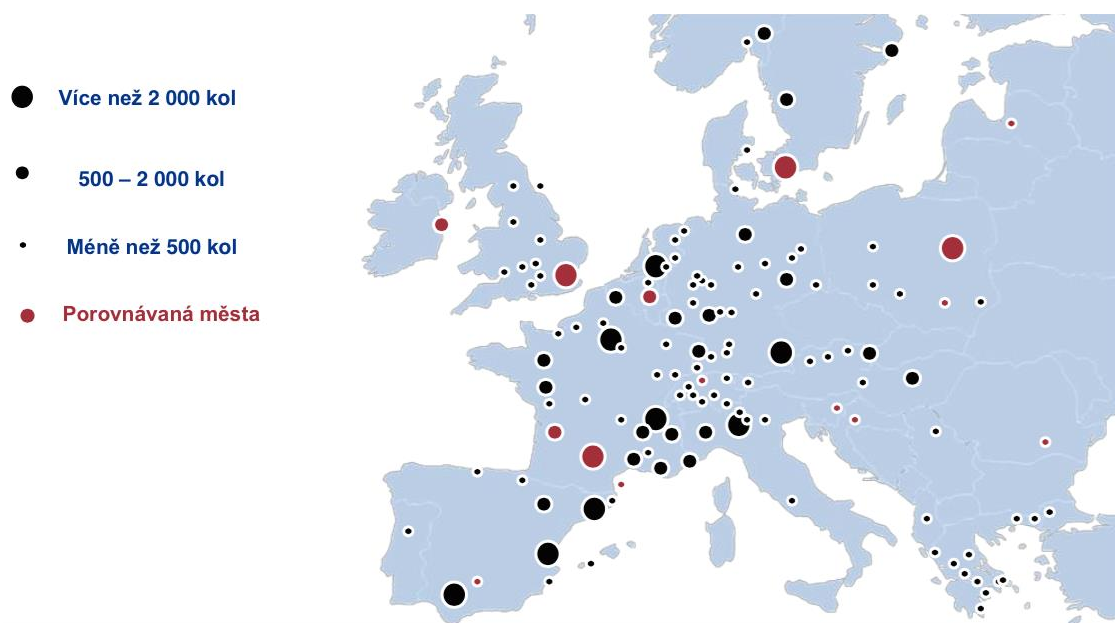 Více než 2 000 kol
500 – 2 000 kol
Méně než 500 kol
Porovnávaná města